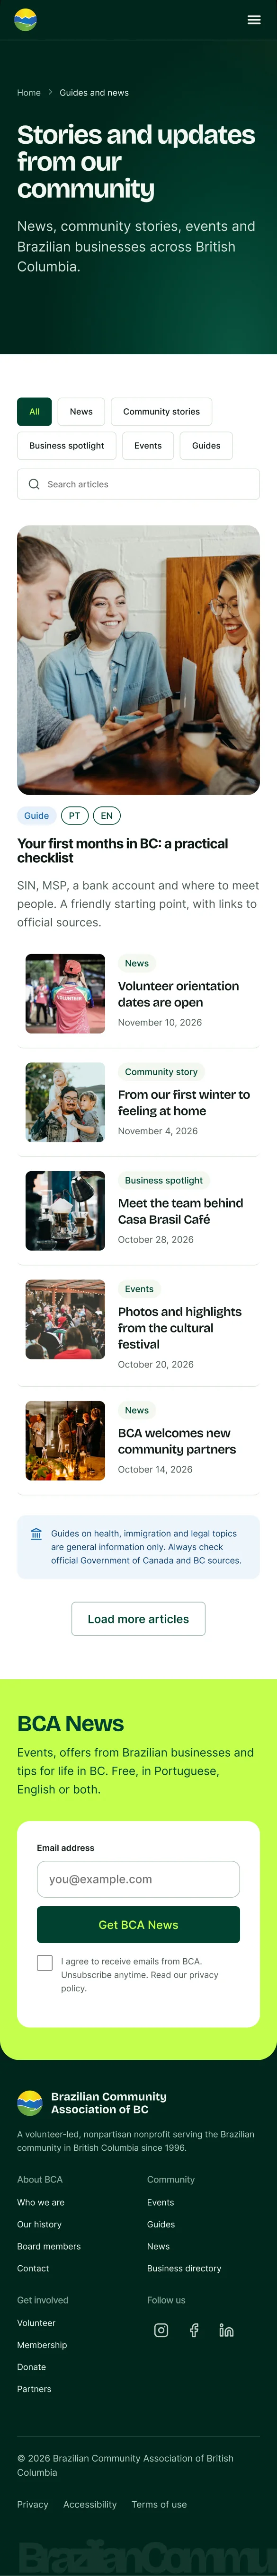 Home > Guides and news
Stories and updates
from our
community
News, community stories, events and
Brazilian businesses across British
Columbia.
All News Community stories
Business spotlight Events Guides
Search articles
Guide PT EN
Your first months in BC: a practical
checklist
SIN, MSP, a bank account and where to meet
people. A friendly starting point, with links to
official sources.
VOLUNTEER
News
Volunteer orientation
dates are open
November 10, 2026
Community story
From our first winter to
feeling at home
November 4, 2026
Business spotlight
Meet the team behind
Casa Brasil Café
October 28, 2026
Events
Photos and highlights
from the cultural
festival
October 20, 2026
News
BCA welcomes new
community partners
October 14, 2026
Guides on health, immigration and legal topics
are general information only. Always check
official Government of Canada and BC sources.
Load more articles
BCA News
Events, offers from Brazilian businesses and
tips for life in BC. Free, in Portuguese,
English or both.
Email address
you@example.com
Get BCA News
I agree to receive emails from BCA.
Unsubscribe anytime. Read our privacy
policy.
Brazilian Community
Association of BC
A volunteer-led, nonpartisan nonprofit serving the Brazilian
community in British Columbia since 1996.
About BCA
Who we are
Our history
Board members
Contact
Community
Events
Guides
News
Business directory
Get involved
Volunteer
Membership
Donate
Partners
Follow us
© 2026 Brazilian Community Association of British
Columbia
Privacy Accessibility Terms of use